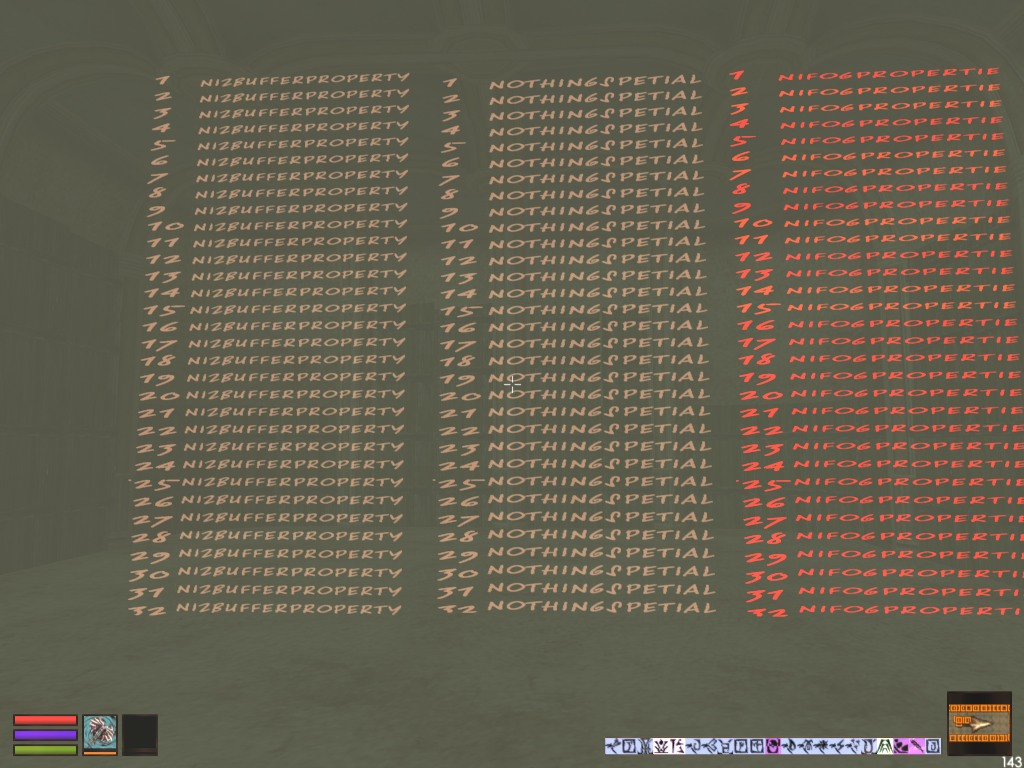 1 NIZBUFFERPROPERTY 1 NOTHINGSPETIAL 1 NIFOGPROPERTIE
2 NIZBUFFERPROPERTY 2 NOTHINGSPETIAL 2 NIFOGPROPERTIE
3 NIZBUFFERPROPERTY 3 NOTHINGSPETIAL 3 NIFOGPROPERTIE
4 NIZBUFFERPROPERTY 4 NOTHINGSPETIAL 4 NIFOGPROPERTIE
5 NIZBUFFERPROPERTY 5 NOTHINGSPETIAL 5 NIFOGPROPERTIE
6 NIZBUFFERPROPERTY 6 NOTHINGSPETIAL 6 NIFOGPROPERTIE
7 NIZBUFFERPROPERTY 7 NOTHINGSPETIAL 7 NIFOGPROPERTIE
8 NIZBUFFERPROPERTY 8 NOTHINGSPETIAL 8 NIFOGPROPERTIE
9 NIZBUFFERPROPERTY 9 NOTHINGSPETIAL 9 NIFOGPROPERTIE
10 NIZBUFFERPROPERTY 10 NOTHINGSPETIAL 10 NIFOGPROPERTIE
11 NIZBUFFERPROPERTY 11 NOTHINGSPETIAL 11 NIFOGPROPERTIE
12 NIZBUFFERPROPERTY 12 NOTHINGSPETIAL 12 NIFOGPROPERTIE
13 NIZBUFFERPROPERTY 13 NOTHINGSPETIAL 13 NIFOGPROPERTIE
14 NIZBUFFERPROPERTY 14 NOTHINGSPETIAL 14 NIFOGPROPERTIE
15 NIZBUFFERPROPERTY 15 NOTHINGSPETIAL 15 NIFOGPROPERTIE
16 NIZBUFFERPROPERTY 16 NOTHINGSPETIAL 16 NIFOGPROPERTIE
17 NIZBUFFERPROPERTY 17 NOTHINGSPETIAL 17 NIFOGPROPERTIE
18 NIZBUFFERPROPERTY 18 NOTHINGSPETIAL 18 NIFOGPROPERTIE
19 NIZBUFFERPROPERTY 19 NOTHINGSPETIAL 19 NIFOGPROPERTIE
20 NIZBUFFERPROPERTY 20 NOTHINGSPETIAL 20 NIFOGPROPERTIE
21 NIZBUFFERPROPERTY 21 NOTHINGSPETIAL 21 NIFOGPROPERTIE
22 NIZBUFFERPROPERTY 22 NOTHINGSPETIAL 22 NIFOGPROPERTIE
23 NIZBUFFERPROPERTY 23 NOTHINGSPETIAL 23 NIFOGPROPERTIE
24 NIZBUFFERPROPERTY 24 NOTHINGSPETIAL 24 NIFOGPROPERTIE
25 NIZBUFFERPROPERTY 25 NOTHINGSPETIAL 25 NIFOGPROPERTIE
26 NIZBUFFERPROPERTY 26 NOTHINGSPETIAL 26 NIFOGPROPERTIE
27 NIZBUFFERPROPERTY 27 NOTHINGSPETIAL 27 NIFOGPROPERTI
28 NIZBUFFERPROPERTY 28 NOTHINGSPETIAL 28 NIFOGPROPERTI
29 NIZBUFFERPROPERTY 29 NOTHINGSPETIAL 29 NIFOGPROPERTI
30 NIZBUFFERPROPERTY 30 NOTHINGSPETIAL 30 NIFOGPROPERTI
31 NIZBUFFERPROPERTY 31 NOTHINGSPETIAL 31 NIFOGPROPERTI
32 NIZBUFFERPROPERTY 32 NOTHINGSPETIAL 32 NIFOGPROPERTI
143